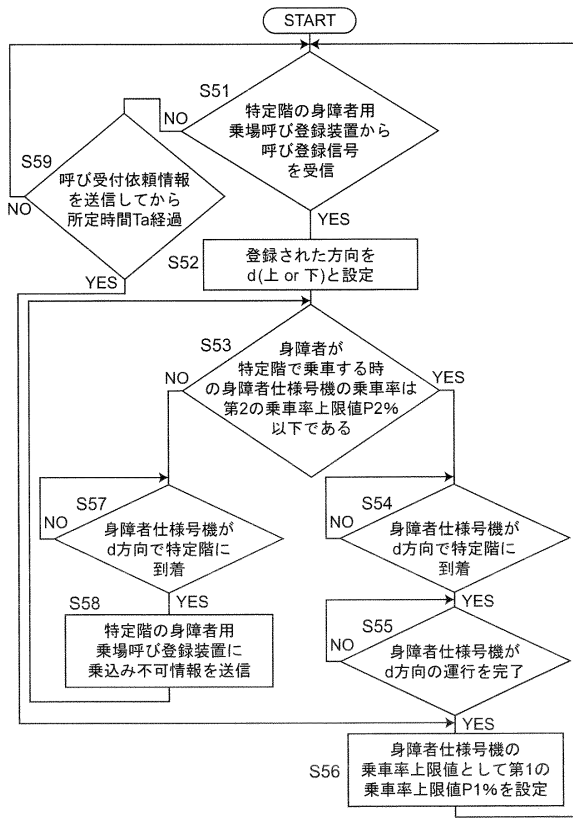 START
S51
NO
特定階の身障者用
乗場呼び登録装置から
呼び登録信号
を受信
YES
S59
呼び受付依頼情報
を送信してから
所定時間Ta経過
NO
YES
S52
登録された方向を
d(上 or 下)と設定
S53
身障者が
特定階で乗車する時
の身障者仕様号機の乗車率は
第2の乗車率上限値P2%
以下である
NO
YES
S57
NO
身障者仕様号機が
d方向で特定階に
到着
YES
S58
特定階の身障者用
乗場呼び登録装置に
乗込み不可情報を送信
S54
NO
身障者仕様号機が
d方向で特定階に
到着
YES
S55
NO
身障者仕様号機が
d方向の運行を完了
YES
S56
身障者仕様号機の
乗車率上限値として第1の
乗車率上限値P1%を設定